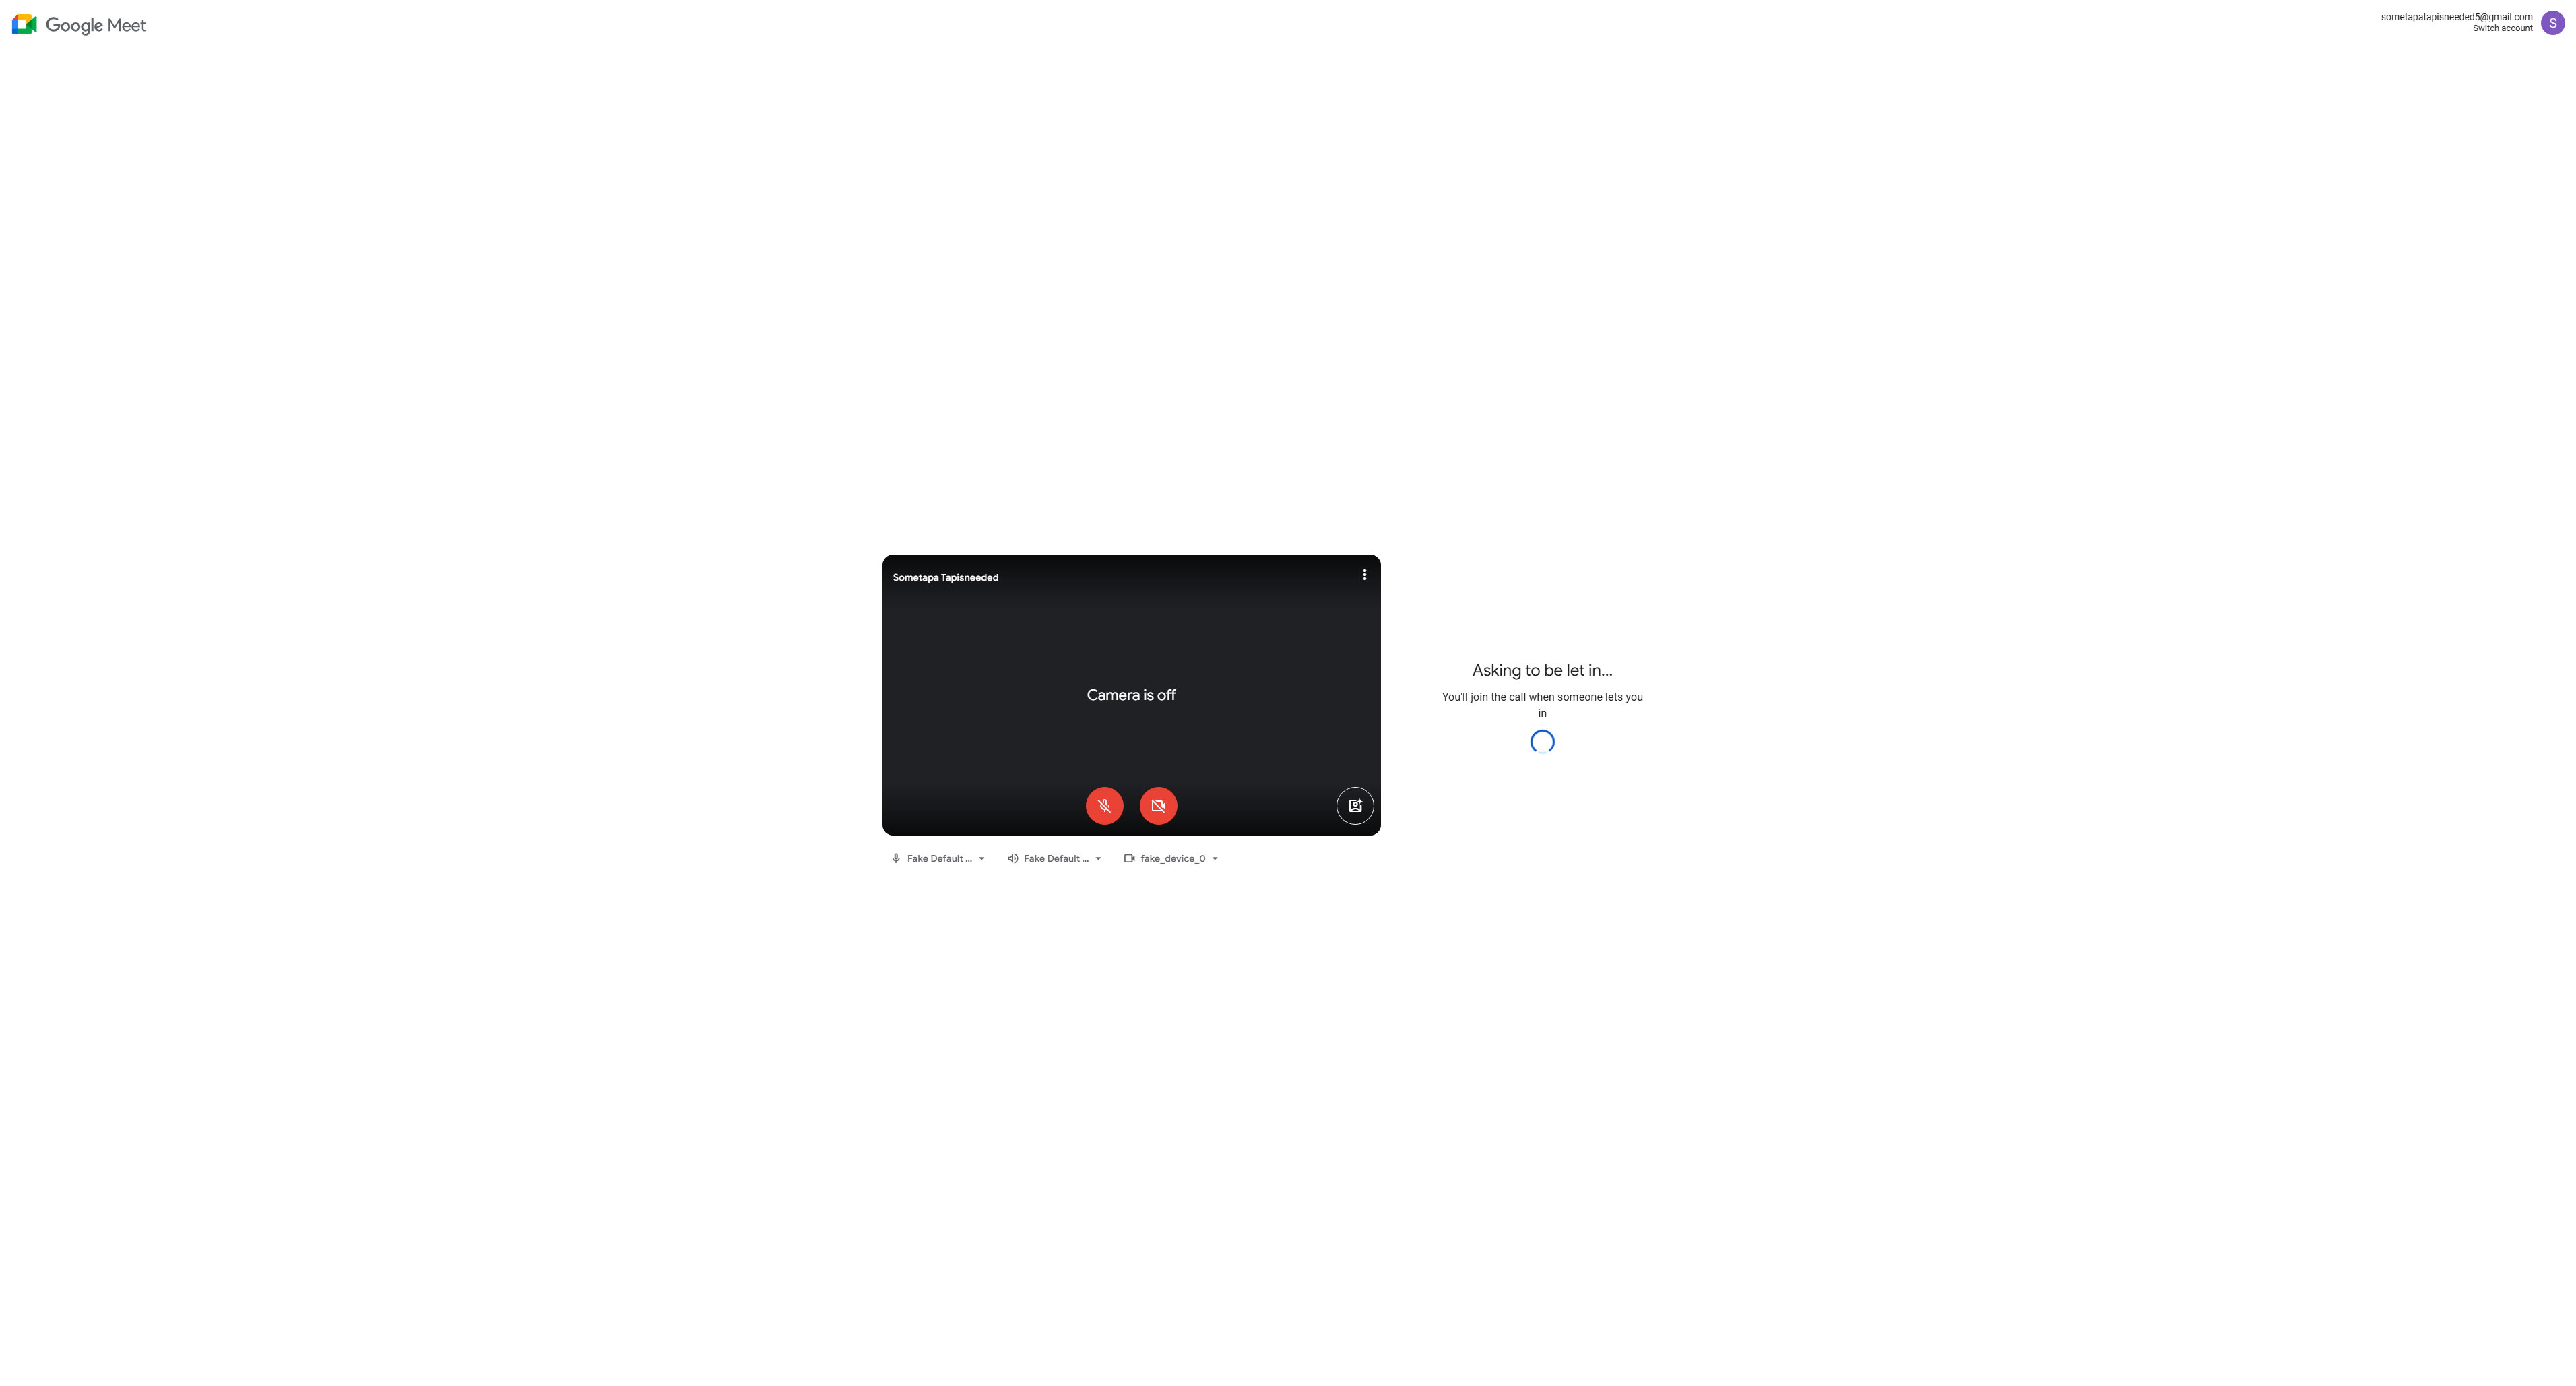 Google Meet
sometapatapisneeded5@gmail.com
Switch account
S
Sometapa Tapisneeded
Camera is off
Asking to be let in...
You'll join the call when someone lets you
in
Fake Default ...
Fake Default ...
fake_device_0